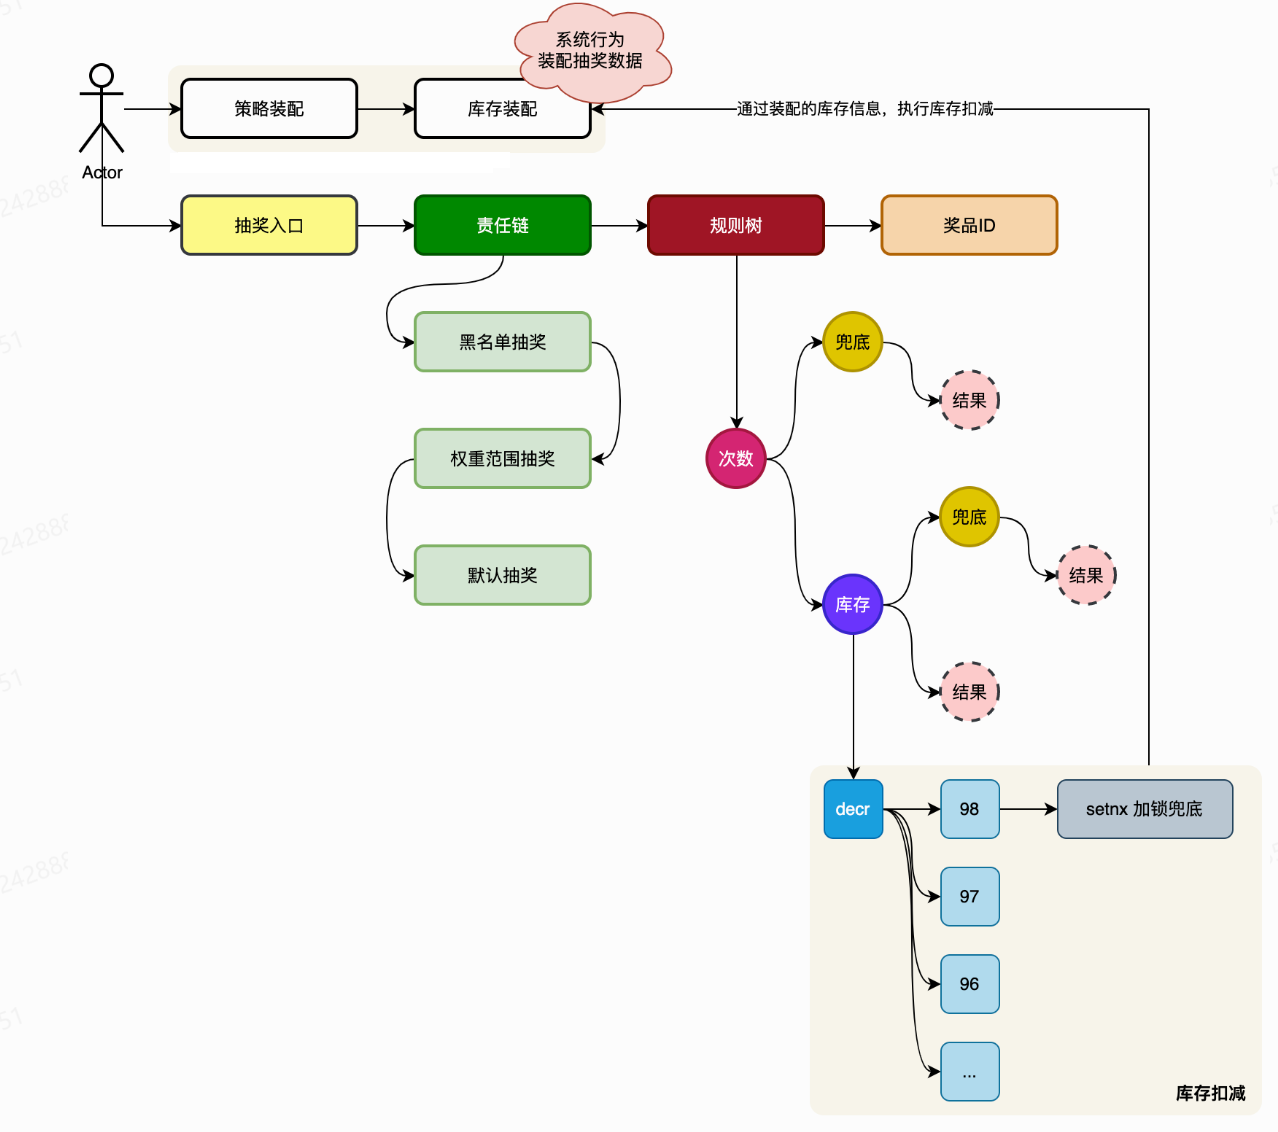 系统行为
装配抽奖数据
策略装配
库存装配
通过装配的库存信息，执行库存扣减
Actor
抽奖入口
责任链
规则树
奖品ID
黑名单抽奖
兜底
结果
权重范围抽奖
次数
兜底
默认抽奖
结果
库存
结果
decr
98
setnx 加锁兜底
97
96
...
库存扣减